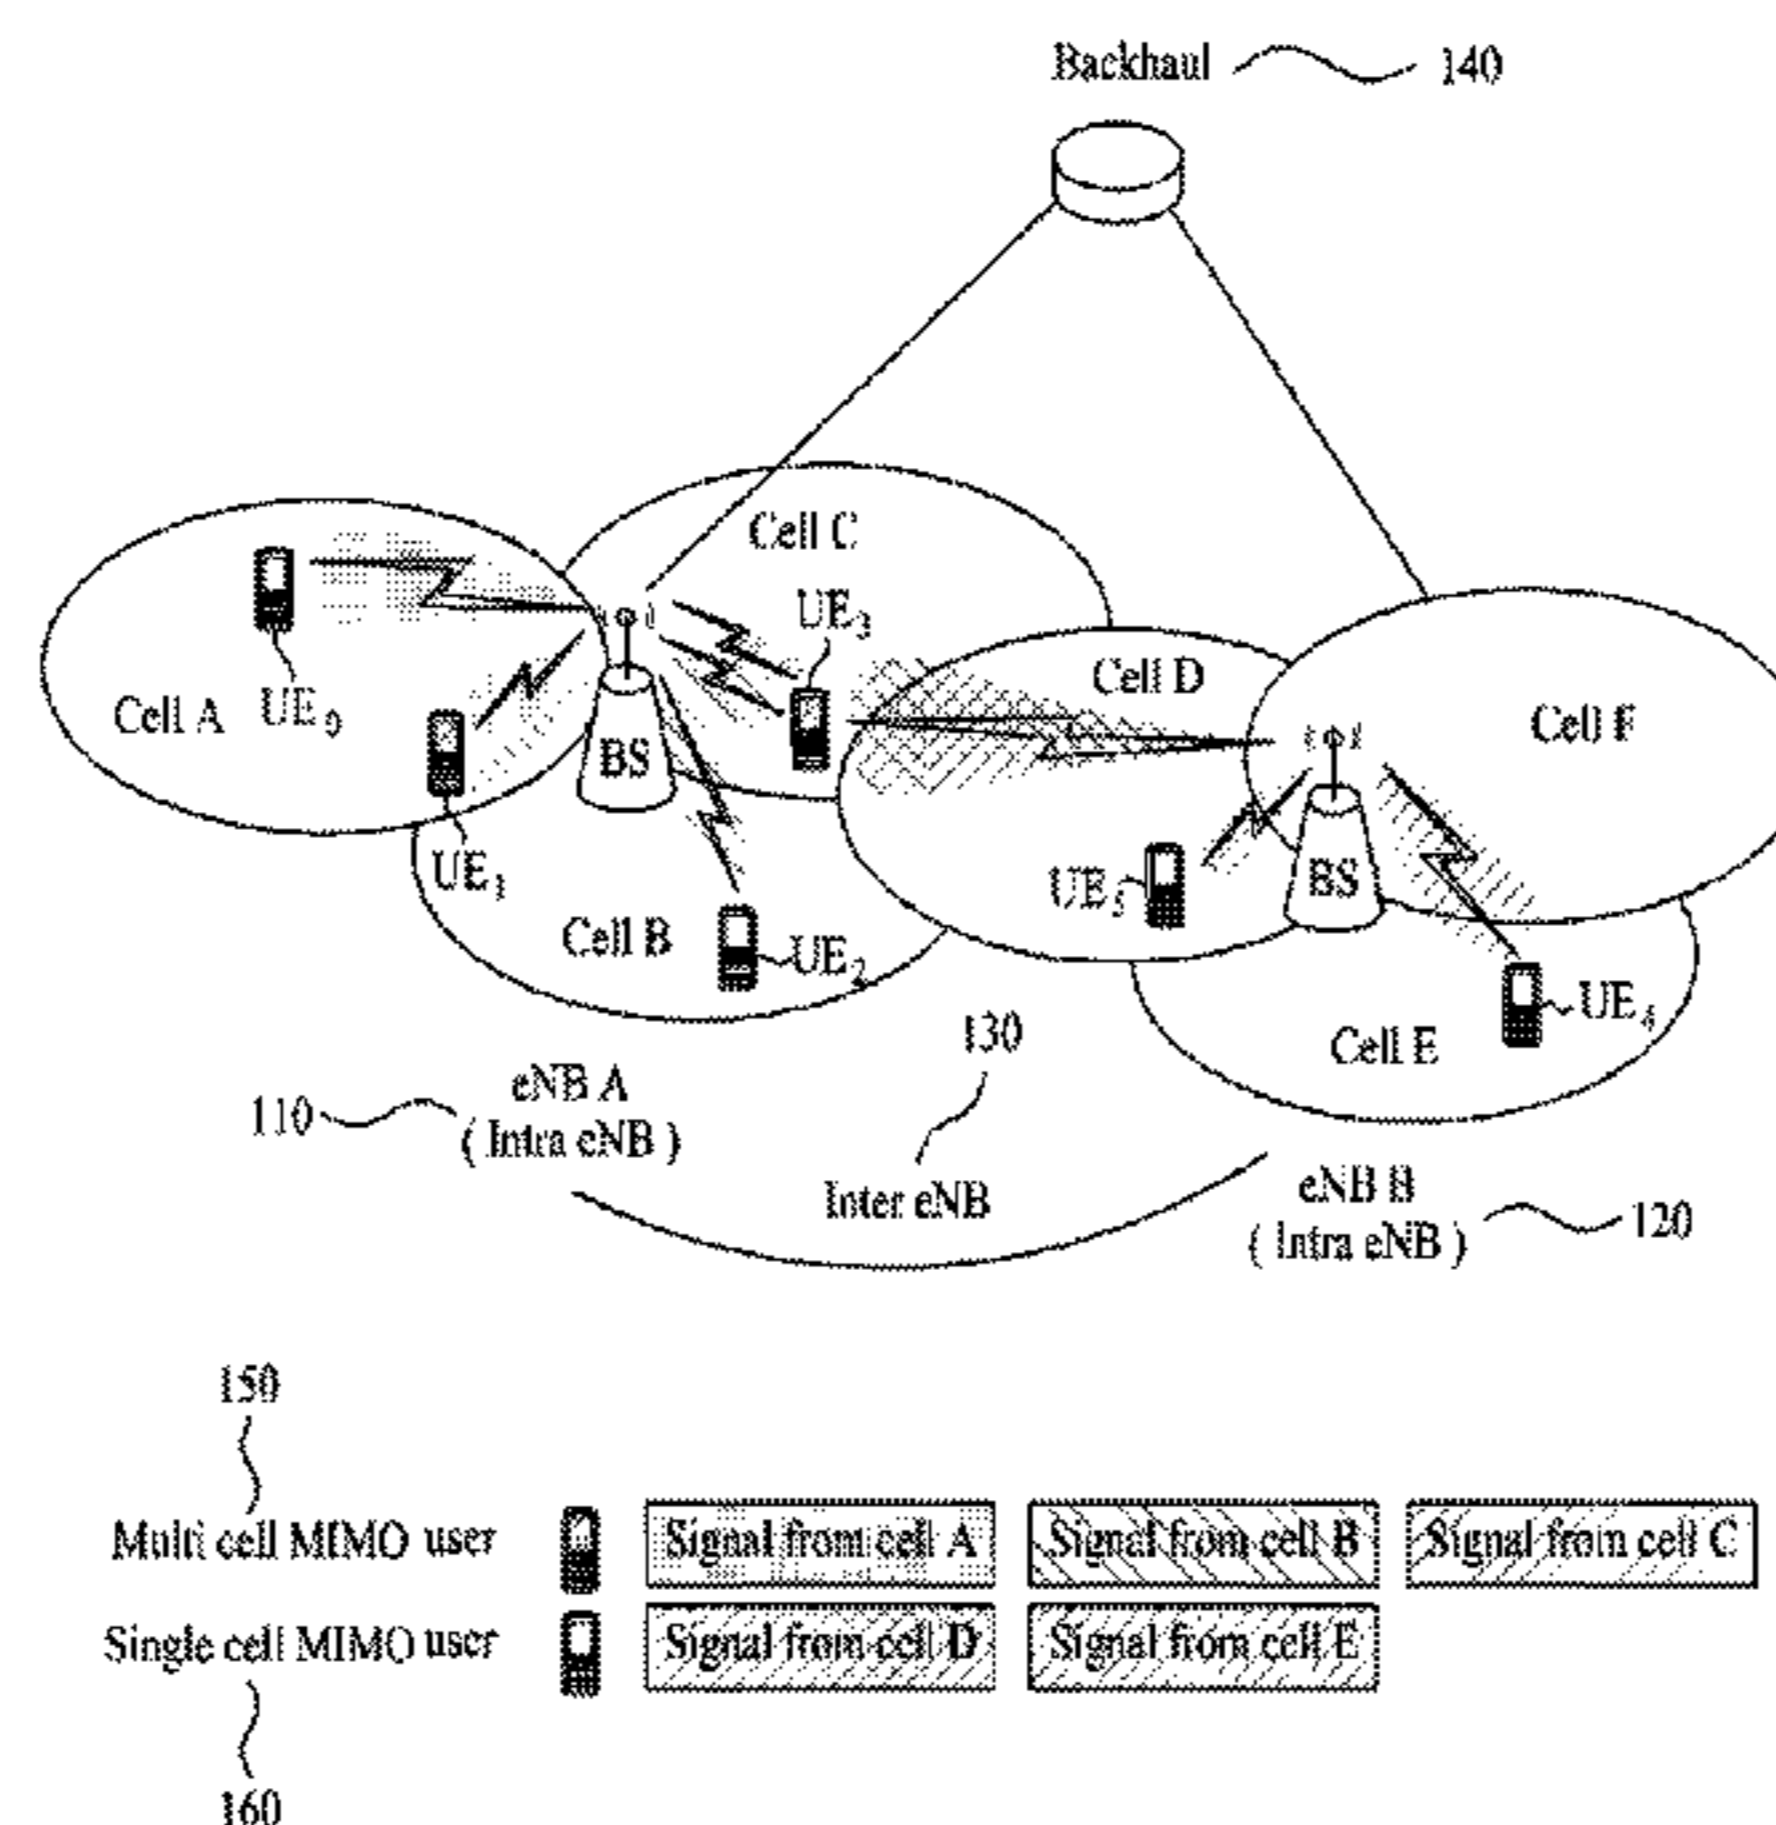 Backhaul 140
Cell C
UE3
Cell A
UE0
Cell D
Cell F
BS
UE1
UE5
BS
Cell B
UE2
UE4
Cell E
130
eNB A
110
( Intra eNB )
Inter eNB
eNB B
( Intra eNB )
120
150
Multi cell MIMO user
Signal from cell A
Signal from cell B
Signal from cell C
Single cell MIMO user
Signal from cell D
Signal from cell E
160